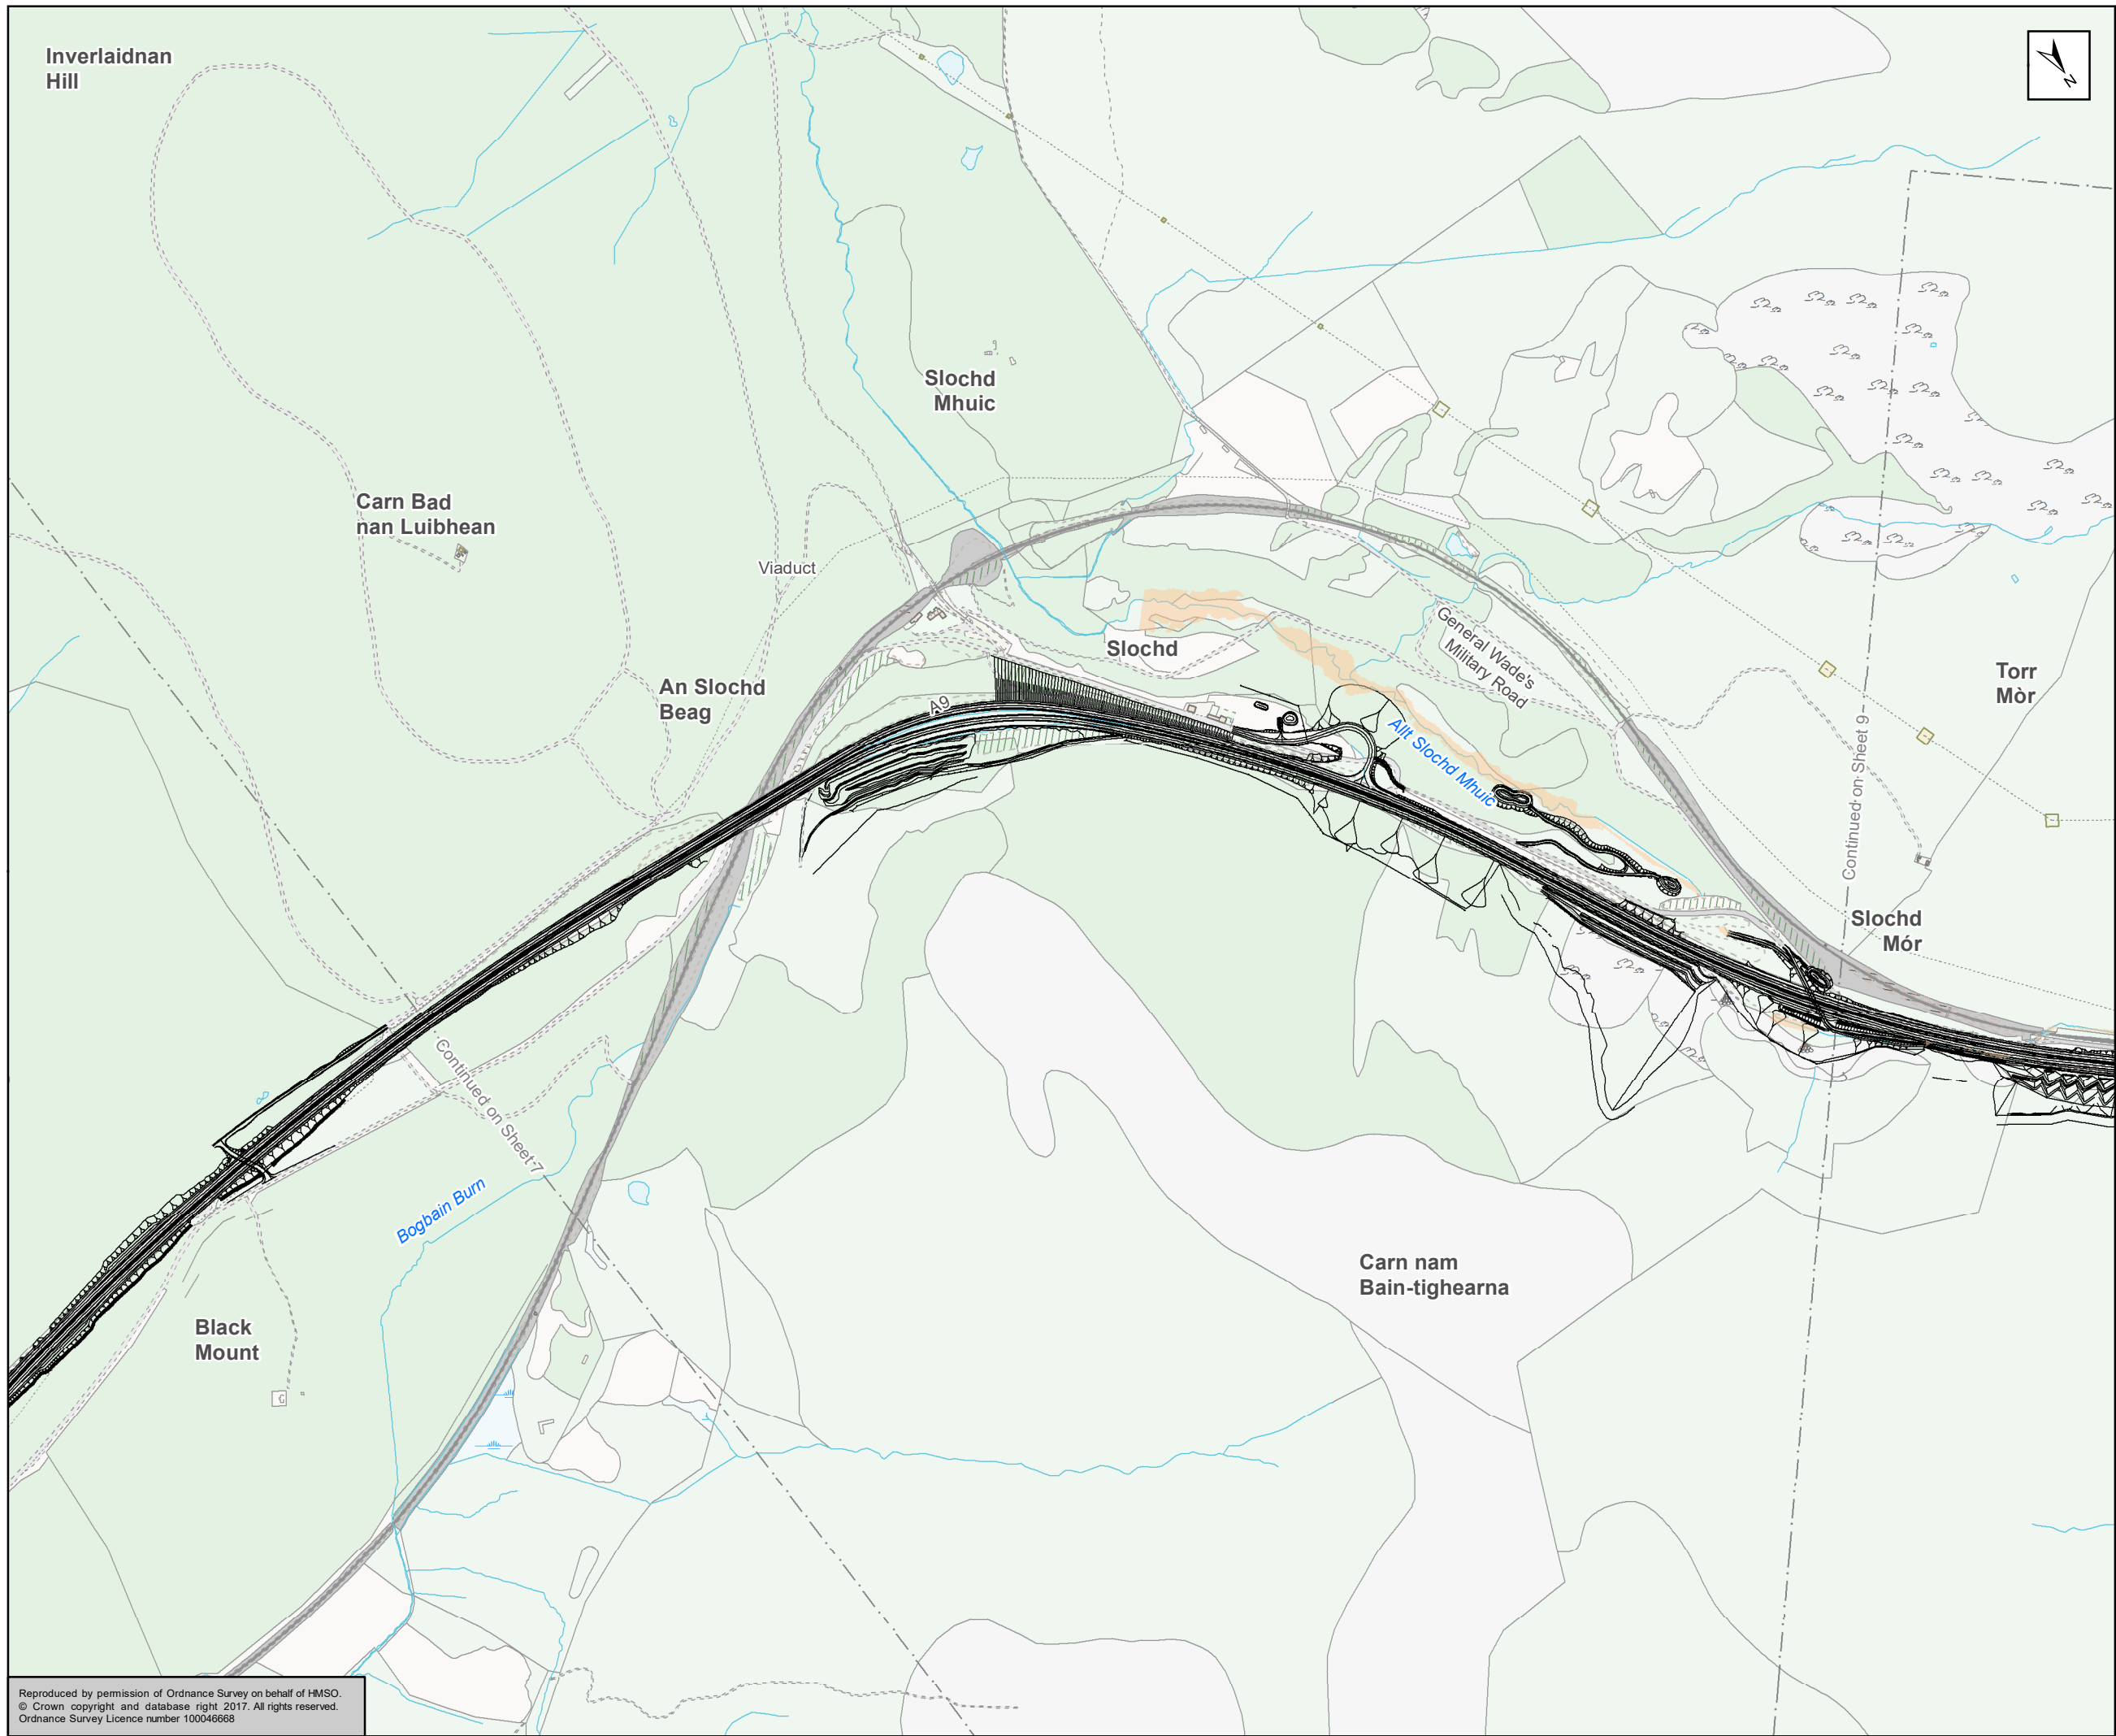 Inverlaidnan
Hill
N
Slochd
Mhuic
Carn Bad
nan Luibhean
Viaduct
General Wade's
Military Road
Slochd
Torr
Mòr
An Slochd
Beag
A9
Allt Slochd Mhuic
Continued on Sheet 9
Slochd
Mór
Continued on Sheet 7
Bogbain Burn
Carn nam
Bain-tighearna
Black
Mount
Reproduced by permission of Ordnance Survey on behalf of HMSO.
© Crown copyright and database right 2017. All rights reserved.
Ordnance Survey Licence number 100046668